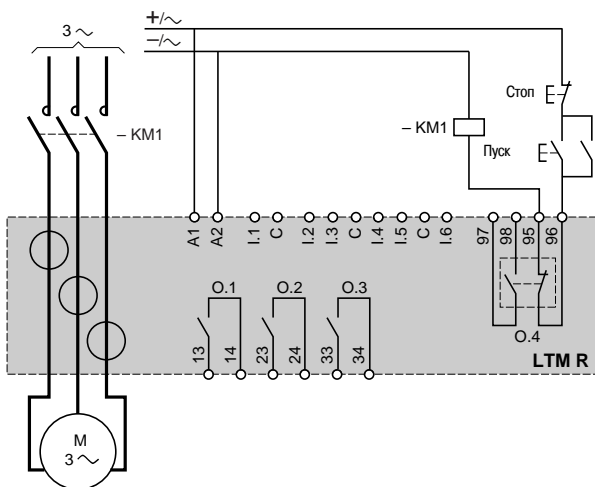 +/~
3 ~
−/~
Стоп
– KM1
– KM1
Пуск
A1
A2
I.1
C
I.2
I.3
C
I.4
I.5
C
I.6
97
98
95
96
O.1
O.2
O.3
O.4
13
14
23
24
33
34
LTM R
M
3 ~